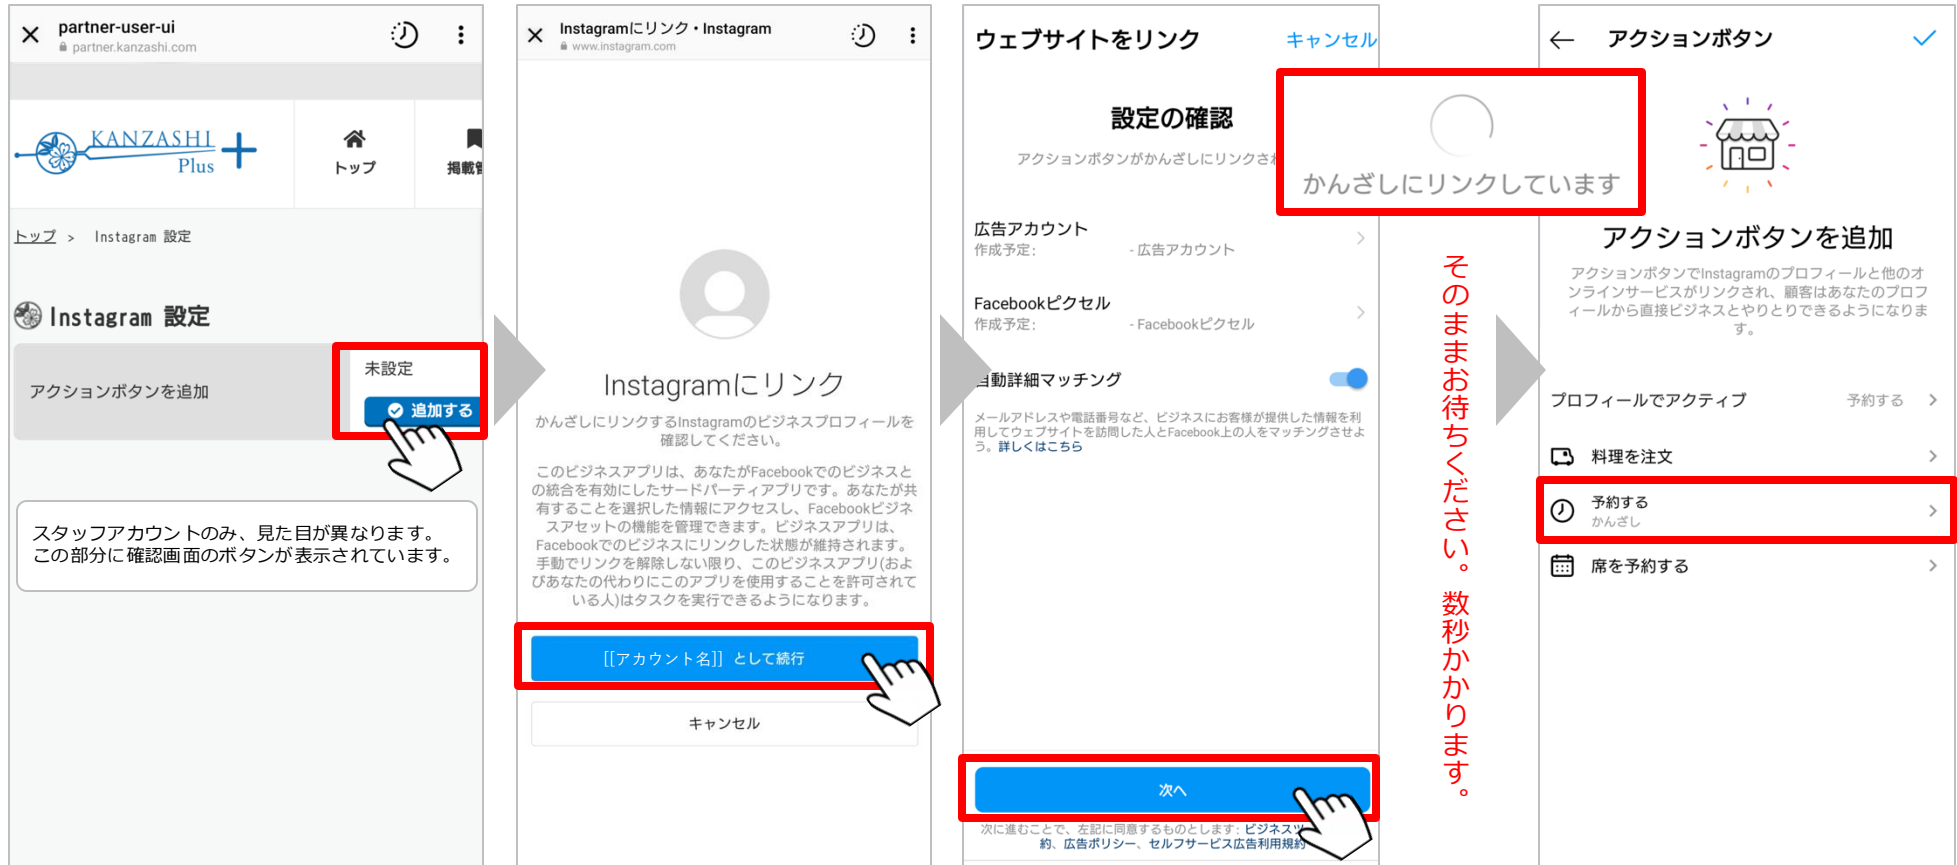 partner-user-ui
partner.kanzashi.com
KANZASHI
Plus
トップ
トップ > Instagram 設定
Instagram 設定
アクションボタンを追加
未設定
追加する
スタッフアカウントのみ、見た目が異なります。
この部分に確認画面のボタンが表示されています。
Instagramにリンク・Instagram
www.instagram.com
Instagramにリンク
かんざしにリンクするInstagramのビジネスプロフィールを
確認してください。
このビジネスアプリは、あなたがFacebookでのビジネスと
の統合を有効にしたサードパーティアプリです。あなたが共
有することを選択した情報にアクセスし、Facebookビジネ
スアセットの機能を管理できます。ビジネスアプリは、
Facebookでのビジネスにリンクした状態が維持されます。
手動でリンクを解除しない限り、このビジネスアプリ(およ
びあなたの代わりにこのアプリを使用することを許可されて
いる人)はタスクを実行できるようになります。
[[アカウント名]] として続行
キャンセル
ウェブサイトをリンク
キャンセル
設定の確認
アクションボタンがかんざしにリンクされ
広告アカウント
作成予定: - 広告アカウント
Facebookピクセル
作成予定: - Facebookピクセル
自動詳細マッチング
メールアドレスや電話番号など、ビジネスにお客様が提供した情報を利
用してウェブサイトを訪問した人とFacebook上の人をマッチングさせよ
う。詳しくはこちら
次へ
次に進むことで、左記に同意するものとします: ビジネスツ
約、広告ポリシー、セルフサービス広告利用規約
かんざしにリンクしています
そのままお待ちください。数秒かかります。
アクションボタン
アクションボタンを追加
アクションボタンでInstagramのプロフィールと他のオ
ンラインサービスがリンクされ、顧客はあなたのプロフ
ィールから直接ビジネスとやりとりできるようになりま
す。
プロフィールでアクティブ 予約する
料理を注文
予約する
かんざし
席を予約する